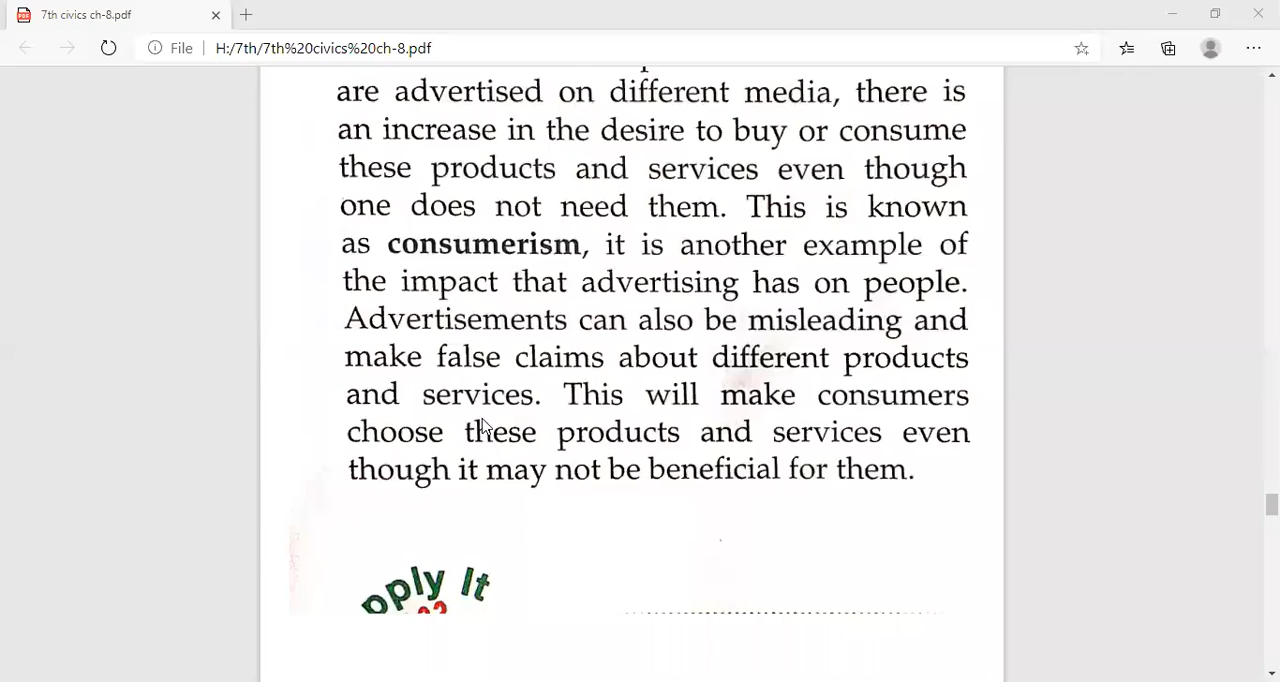 7th civics ch-8.pdf
File
H:/7th/7th%20civics%20ch-8.pdf
are advertised on different media, there is
an increase in the desire to buy or consume
these products and services even though
one does not need them. This is known
as consumerism, it is another example of
the impact that advertising has on people.
Advertisements can also be misleading and
make false claims about different products
and services. This will make consumers
choose these products and services even
though it may not be beneficial for them.
pply It